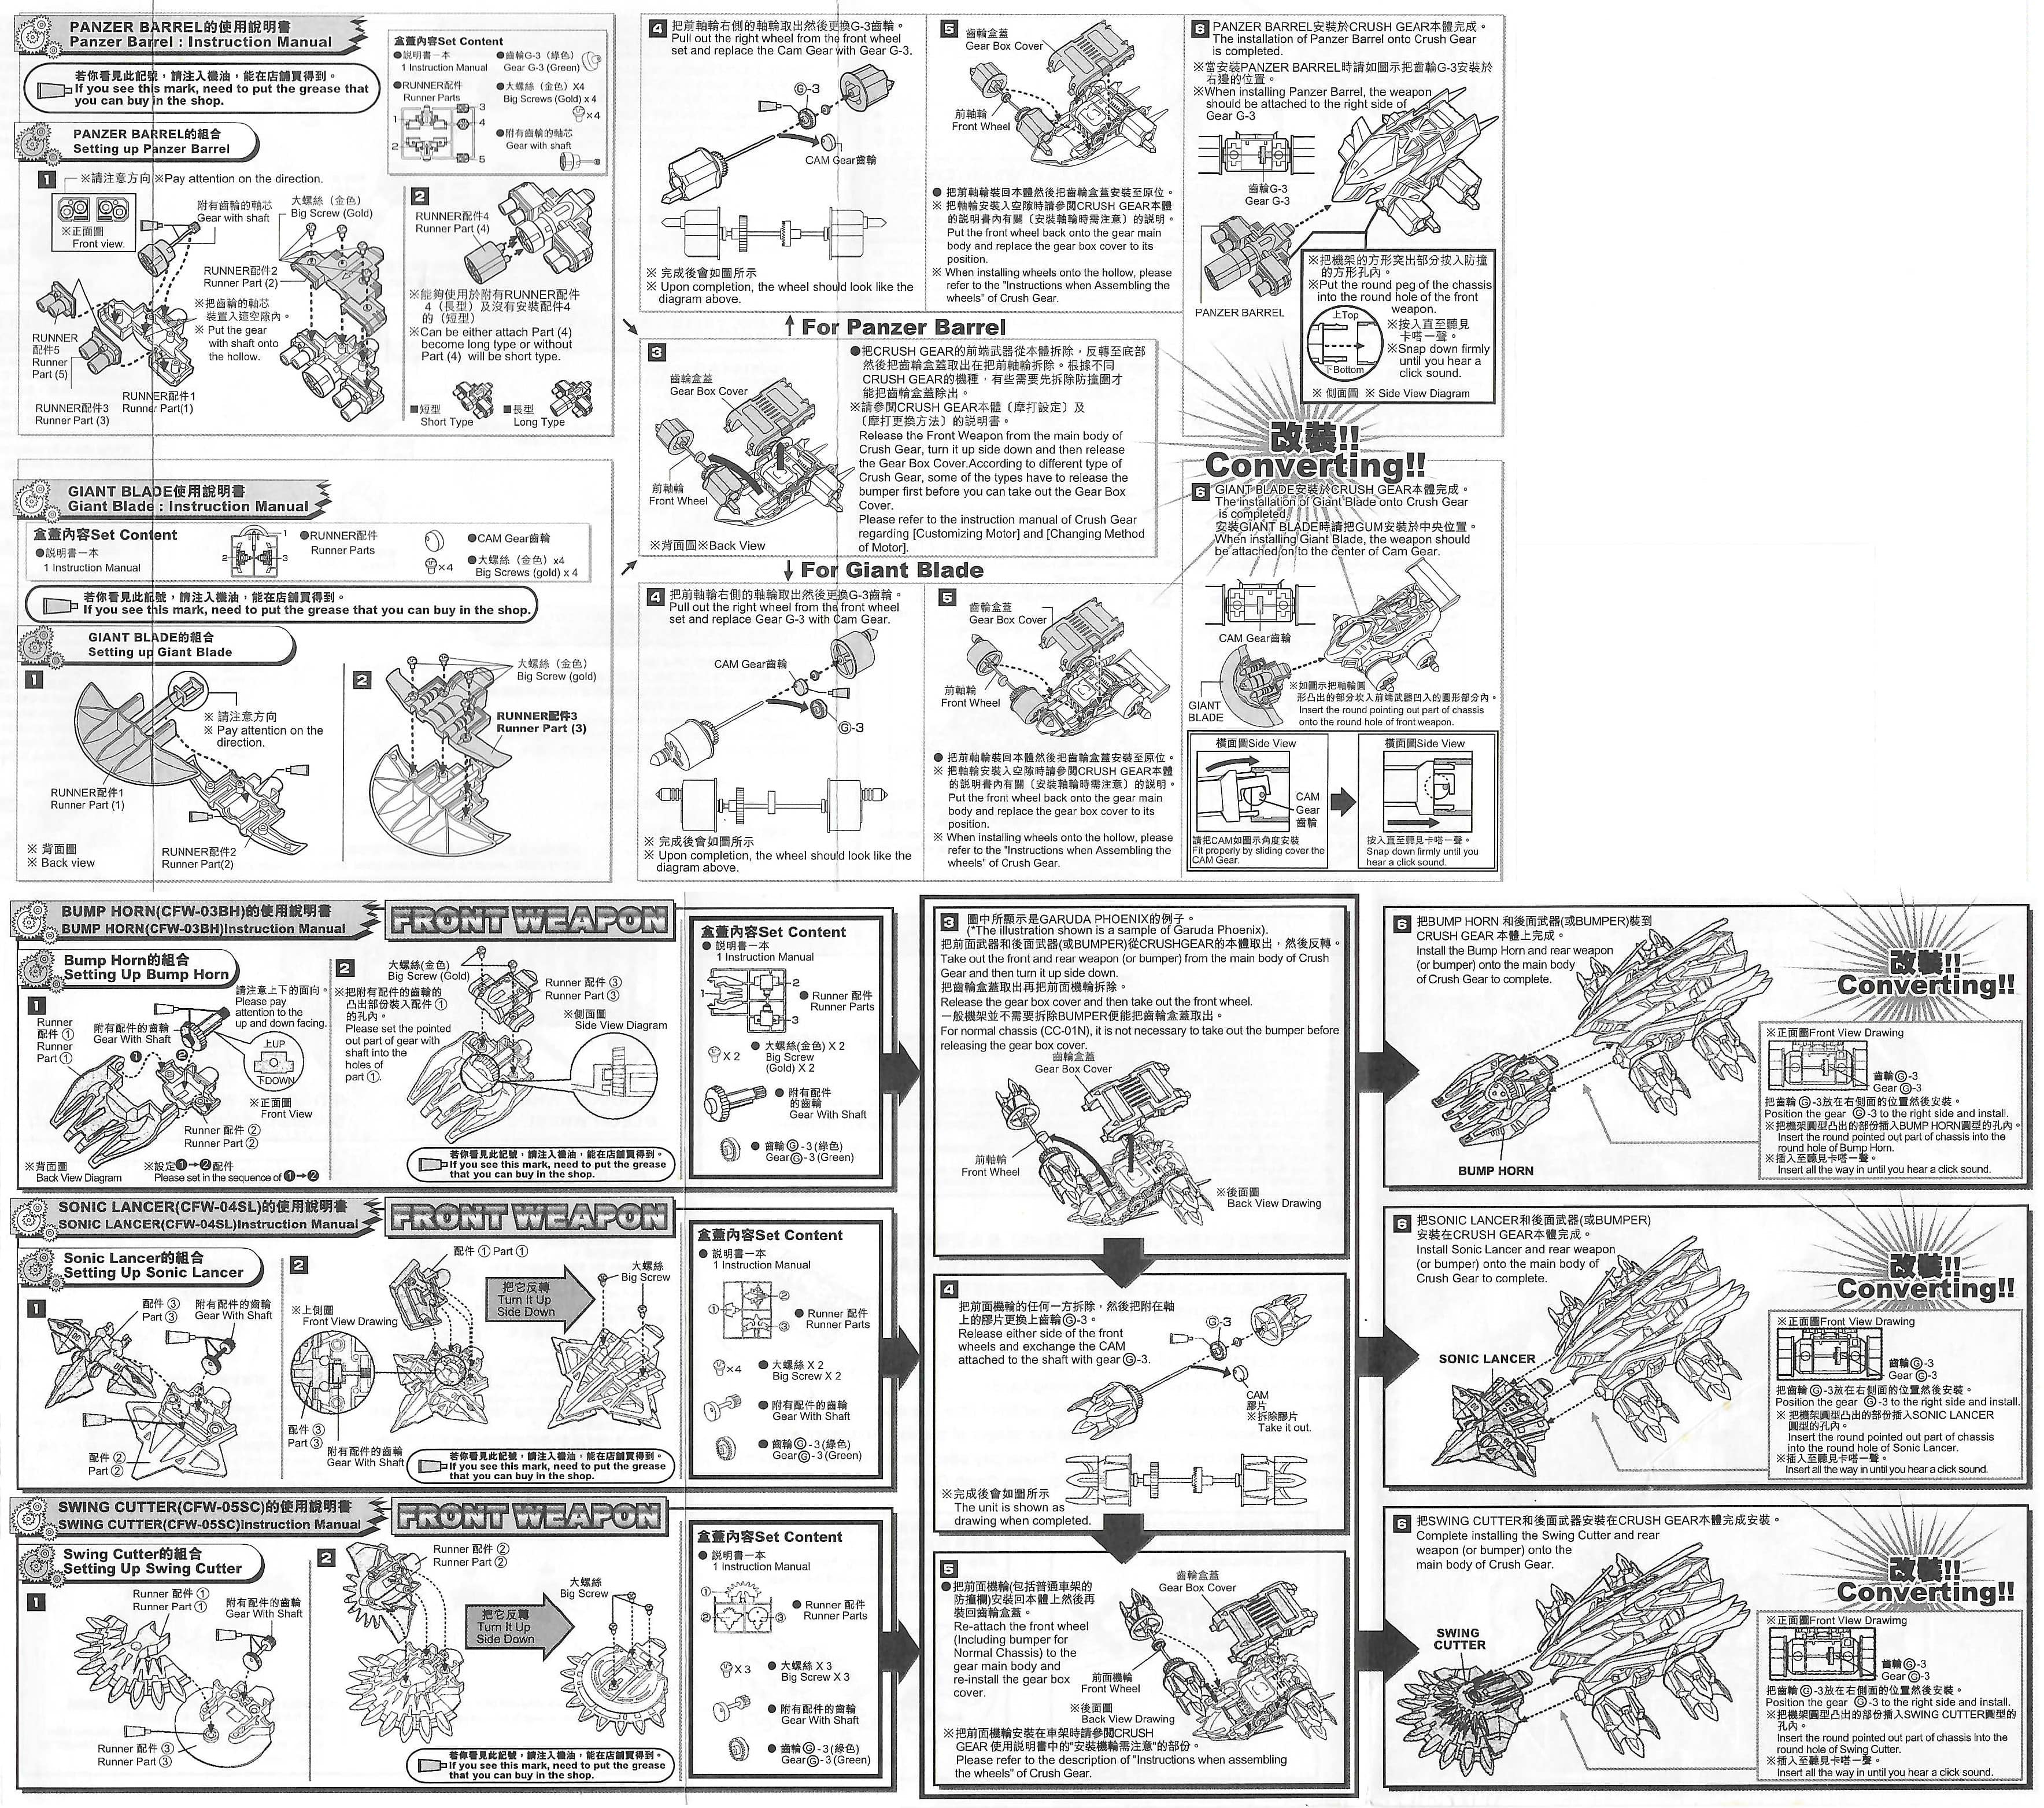 PANZER BARREL的使用說明書
Panzer Barrel : Instruction Manual
若你看見此記號，請注入機油，能在店舖買得到。
If you see this mark, need to put the grease that
you can buy in the shop.
盒蓋內容Set Content
●説明書一本
1 Instruction Manual
●齒輪G-3（綠色）
Gear G-3 (Green)
●RUNNER配件
Runner Parts
●大螺絲（金色）X4
Big Screws (Gold) x 4
×4
●附有齒輪的軸芯
Gear with shaft
1
2
3
4
5
PANZER BARREL的組合
Setting up Panzer Barrel
1
※請注意方向 ※Pay attention on the direction.
※正面圖
Front view.
附有齒輪的軸芯
Gear with shaft
大螺絲（金色）
Big Screw (Gold)
RUNNER配件2
Runner Part (2)
※把齒輪的軸芯
裝置入這空隙內。
※ Put the gear
with shaft onto
the hollow.
RUNNER
配件5
Runner
Part (5)
RUNNER配件3
Runner Part (3)
RUNNER配件1
Runner Part(1)
2
RUNNER配件4
Runner Part (4)
※能夠使用於附有RUNNER配件
4（長型）及沒有安裝配件4
的（短型）
※Can be either attach Part (4)
become long type or without
Part (4) will be short type.
■短型
Short Type
■長型
Long Type
4
把前軸輪右側的軸輪取出然後更換G-3齒輪。
Pull out the right wheel from the front wheel
set and replace the Cam Gear with Gear G-3.
G-3
CAM Gear齒輪
※ 完成後會如圖所示
※ Upon completion, the wheel should look like the
diagram above.
5
齒輪盒蓋
Gear Box Cover
前軸輪
Front Wheel
● 把前軸輪裝回本體然後把齒輪盒蓋安裝至原位。
※ 把軸輪安裝入空隙時請參閱CRUSH GEAR本體
的説明書內有關〔安裝軸輪時需注意〕的説明。
Put the front wheel back onto the gear main
body and replace the gear box cover to its
position.
※ When installing wheels onto the hollow, please
refer to the "Instructions when Assembling the
wheels" of Crush Gear.
6
PANZER BARREL安裝於CRUSH GEAR本體完成。
The installation of Panzer Barrel onto Crush Gear
is completed.
※當安裝PANZER BARREL時請如圖示把齒輪G-3安裝於
右邊的位置。
※When installing Panzer Barrel, the weapon
should be attached to the right side of
Gear G-3
齒輪G-3
Gear G-3
PANZER BARREL
※把機架的方形突出部分按入防撞
的方形孔內。
※Put the round peg of the chassis
into the round hole of the front
weapon.
上Top
下Bottom
※按入直至聽見
卡塔一聲。
※Snap down firmly
until you hear a
click sound.
※ 側面圖 ※ Side View Diagram
↑ For Panzer Barrel
3
齒輪盒蓋
Gear Box Cover
前軸輪
Front Wheel
※背面圖※Back View
●把CRUSH GEAR的前端武器從本體拆除，反轉至底部
然後把齒輪盒蓋取出在把前軸輪拆除。根據不同
CRUSH GEAR的機種，有些需要先拆除防撞圍才
能把齒輪盒蓋除出。
※請參閱CRUSH GEAR本體〔摩打設定〕及
〔摩打更換方法〕的説明書。
Release the Front Weapon from the main body of
Crush Gear, turn it up side down and then release
the Gear Box Cover.According to different type of
Crush Gear, some of the types have to release the
bumper first before you can take out the Gear Box
Cover.
Please refer to the instruction manual of Crush Gear
regarding [Customizing Motor] and [Changing Method
of Motor].
↓ For Giant Blade
改裝!!
Converting!!
GIANT BLADE使用說明書
Giant Blade : Instruction Manual
盒蓋內容Set Content
●説明書一本
1 Instruction Manual
1
2
3
●RUNNER配件
Runner Parts
×4
●CAM Gear齒輪
●大螺絲（金色）x4
Big Screws (gold) x 4
若你看見此記號，請注入機油，能在店舖買得到。
If you see this mark, need to put the grease that you can buy in the shop.
GIANT BLADE的組合
Setting up Giant Blade
1
※ 請注意方向
※ Pay attention on the
direction.
RUNNER配件1
Runner Part (1)
※ 背面圖
※ Back view
RUNNER配件2
Runner Part(2)
2
大螺絲（金色）
Big Screw (gold)
RUNNER配件3
Runner Part (3)
4
把前軸輪右側的軸輪取出然後更換G-3齒輪。
Pull out the right wheel from the front wheel
set and replace Gear G-3 with Cam Gear.
CAM Gear齒輪
G-3
※ 完成後會如圖所示
※ Upon completion, the wheel should look like the
diagram above.
5
齒輪盒蓋
Gear Box Cover
前軸輪
Front Wheel
● 把前軸輪裝回本體然後把齒輪盒蓋安裝至原位。
※ 把軸輪安裝入空隙時請參閱CRUSH GEAR本體
的説明書內有關〔安裝軸輪時需注意〕的説明。
Put the front wheel back onto the gear main
body and replace the gear box cover to its
position.
※ When installing wheels onto the hollow, please
refer to the "Instructions when Assembling the
wheels" of Crush Gear.
6
GIANT BLADE安裝於CRUSH GEAR本體完成。
The installation of Giant Blade onto Crush Gear
is completed.
安裝GIANT BLADE時請把GUM安裝於中央位置。
When installing Giant Blade, the weapon should
be attached on to the center of Cam Gear.
CAM Gear齒輪
GIANT
BLADE
※如圖示把軸輪圓
形凸出的部分崁入前端武器凹入的圓形部分內。
Insert the round pointing out part of chassis
onto the round hole of front weapon.
橫面圖Side View
CAM
Gear
齒輪
請把CAM如圖示角度安裝
Fit properly by sliding cover the
CAM Gear.
橫面圖Side View
按入直至聽見卡塔一聲。
Snap down firmly until you
hear a click sound.
BUMP HORN(CFW-03BH)的使用說明書
BUMP HORN(CFW-03BH)Instruction Manual
FRONT WEAPON
Bump Horn的組合
Setting Up Bump Horn
1
Runner
配件①
Runner
Part①
附有配件的齒輪
Gear With Shaft
請注意上下的面向。
Please pay
attention to the
up and down facing.
❶
❷
上UP
下DOWN
※正面圖
Front View
Runner 配件②
Runner Part②
※背面圖
Back View Diagram
※設定❶→❷配件
Please set in the sequence of ❶→❷
2
大螺絲(金色)
Big Screw (Gold)
※把附有配件的齒輪的
凸出部份裝入配件①
的孔內。
Please set the pointed
out part of gear with
shaft into the
holes of
part①.
Runner 配件③
Runner Part③
※側面圖
Side View Diagram
若你看見此記號，請注入機油，能在店舖買得到。
If you see this mark, need to put the grease
that you can buy in the shop.
盒蓋內容Set Content
● 説明書一本
1 Instruction Manual
1
2
3
● Runner 配件
Runner Parts
X 2
● 大螺絲(金色) X 2
Big Screw
(Gold) X 2
● 附有配件
的齒輪
Gear With Shaft
● 齒輪Ⓖ-3 (綠色)
GearⒼ-3 (Green)
3
圖中所顯示是GARUDA PHOENIX的例子。
(*The illustration shown is a sample of Garuda Phoenix).
把前面武器和後面武器(或BUMPER)從CRUSHGEAR的本體取出，然後反轉。
Take out the front and rear weapon (or bumper) from the main body of Crush
Gear and then turn it up side down.
把齒輪盒蓋取出再把前面機輪拆除。
Release the gear box cover and then take out the front wheel.
一般機架並不需要拆除BUMPER便能把齒輪盒蓋取出。
For normal chassis (CC-01N), it is not necessary to take out the bumper before
releasing the gear box cover.
齒輪盒蓋
Gear Box Cover
前軸輪
Front Wheel
※後面圖
Back View Drawing
6
把BUMP HORN 和後面武器(或BUMPER)裝到
CRUSH GEAR 本體上完成。
Install the Bump Horn and rear weapon
(or bumper) onto the main body
of Crush Gear to complete.
改裝!!
Converting!!
BUMP HORN
※正面圖Front View Drawing
齒輪Ⓖ-3
GearⒼ-3
把齒輪Ⓖ-3放在右側面的位置然後安裝。
Position the gear Ⓖ-3 to the right side and install.
※把機架圓型凸出的部份插入BUMP HORN圓型的孔內。
Insert the round pointed out part of chassis into the
round hole of Bump Horn.
※插入至聽見卡嗒一聲。
Insert all the way in until you hear a click sound.
SONIC LANCER(CFW-04SL)的使用說明書
SONIC LANCER(CFW-04SL)Instruction Manual
FRONT WEAPON
Sonic Lancer的組合
Setting Up Sonic Lancer
1
配件③
Part③
附有配件的齒輪
Gear With Shaft
配件②
Part②
2
配件① Part①
※上側圖
Front View Drawing
配件③
Part③
附有配件的齒輪
Gear With Shaft
把它反轉
Turn It Up
Side Down
大螺絲
Big Screw
若你看見此記號，請注入機油，能在店舖買得到。
If you see this mark, need to put the grease
that you can buy in the shop.
盒蓋內容Set Content
● 説明書一本
1 Instruction Manual
①
②
③
● Runner 配件
Runner Parts
×4
● 大螺絲 X 2
Big Screw X 2
● 附有配件的齒輪
Gear With Shaft
● 齒輪Ⓖ-3 (綠色)
GearⒼ-3 (Green)
4
把前面機輪的任何一方拆除，然後把附在軸
上的膠片更換上齒輪Ⓖ-3。
Release either side of the front
wheels and exchange the CAM
attached to the shaft with gear Ⓖ-3.
G-3
CAM
膠片
※拆除膠片
Take it out.
※完成後會如圖所示
The unit is shown as
drawing when completed.
6
把SONIC LANCER和後面武器(或BUMPER)
安裝在CRUSH GEAR本體完成。
Install Sonic Lancer and rear weapon
(or bumper) onto the main body of
Crush Gear to complete.
改裝!!
Converting!!
SONIC LANCER
※正面圖Front View Drawing
齒輪Ⓖ-3
GearⒼ-3
把齒輪Ⓖ-3放在右側面的位置然後安裝。
Position the gear Ⓖ-3 to the right side and install.
※ 把機架圓型凸出的部份插入SONIC LANCER
圓型的孔內。
Insert the round pointed out part of chassis
into the round hole of Sonic Lancer.
※插入至聽見卡嗒一聲。
Insert all the way in until you hear a click sound.
SWING CUTTER(CFW-05SC)的使用說明書
SWING CUTTER(CFW-05SC)Instruction Manual
FRONT WEAPON
Swing Cutter的組合
Setting Up Swing Cutter
1
Runner 配件①
Runner Part①
附有配件的齒輪
Gear With Shaft
Runner 配件③
Runner Part③
2
Runner 配件②
Runner Part②
把它反轉
Turn It Up
Side Down
大螺絲
Big Screw
若你看見此記號，請注入機油，能在店舖買得到。
If you see this mark, need to put the grease
that you can buy in the shop.
盒蓋內容Set Content
● 説明書一本
1 Instruction Manual
①
②
③
● Runner 配件
Runner Parts
X 3
● 大螺絲 X 3
Big Screw X 3
● 附有配件的齒輪
Gear With Shaft
● 齒輪Ⓖ-3 (綠色)
GearⒼ-3 (Green)
5
●把前面機輪(包括普通車架的
防撞欄)安裝回本體上然後再
裝回齒輪盒蓋。
Re-attach the front wheel
(Including bumper for
Normal Chassis) to the
gear main body and
re-install the gear box
cover.
齒輪盒蓋
Gear Box Cover
前面機輪
Front Wheel
※後面圖
Back View Drawing
※把前面機輪安裝在車架時請參閱CRUSH
GEAR 使用説明書中的"安裝機輪需注意"的部份。
Please refer to the description of "Instructions when assembling
the wheels" of Crush Gear.
6
把SWING CUTTER和後面武器安裝在CRUSH GEAR本體完成安裝。
Complete installing the Swing Cutter and rear
weapon (or bumper) onto the
main body of Crush Gear.
改裝!!
Converting!!
SWING
CUTTER
※正面圖Front View Drawimg
齒輪Ⓖ-3
GearⒼ-3
把齒輪Ⓖ-3放在右側面的位置然後安裝。
Position the gear Ⓖ-3 to the right side and install.
※把機架圓型凸出的部份插入SWING CUTTER圓型的
孔內。
Insert the round pointed out part of chassis into the
round hole of Swing Cutter.
※插入至聽見卡嗒一聲。
Insert all the way in until you hear a click sound.